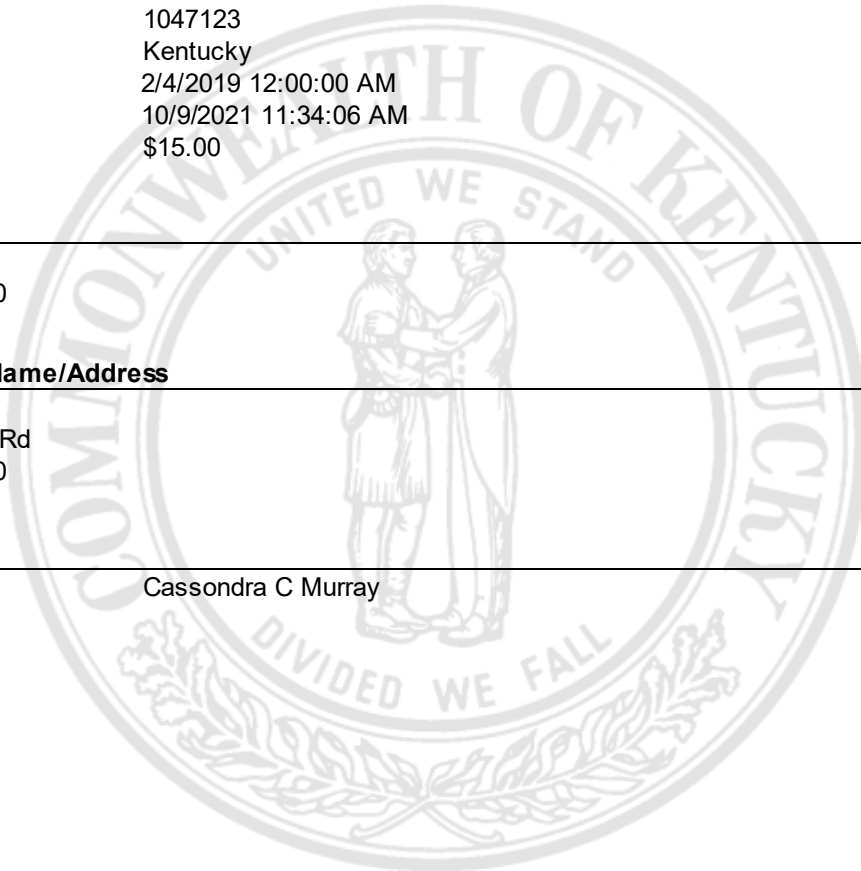 1047123
Kentucky
2/4/2019 12:00:00 AM
10/9/2021 11:34:06 AM
$15.00
COMMONWEALTH OF KENTUCKY
UNITED WE STAND
0
ame/Address
Rd
0
Cassondra C Murray
DIVIDED WE FALL